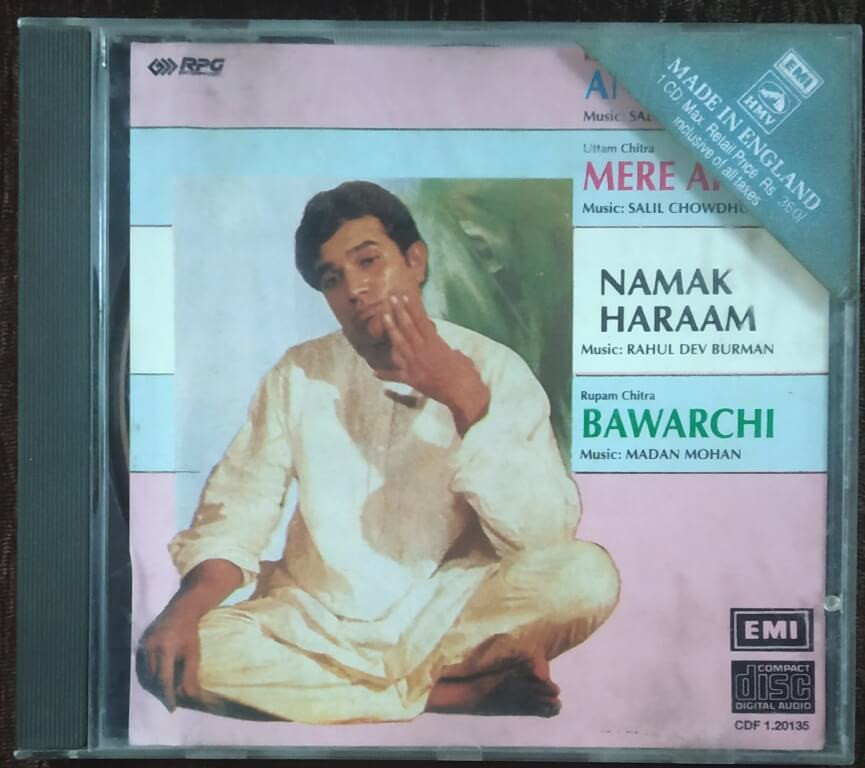 RPG
Music: SAL
Uttam Chitra
MERE
Music: SALIL CHOWDHU
NAMAK
HARAAM
Music: RAHUL DEV BURMAN
Rupam Chitra
BAWARCHI
Music: MADAN MOHAN
EMI
HMV
MADE IN ENGLAND
1 CD Max. Retail Price Rs. 360/
inclusive of all taxes
EMI
COMPACT
disc
DIGITAL AUDIO
CDF 1.20135